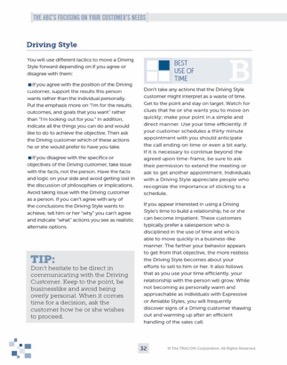 THE ABC'S FOCUSING ON YOUR CUSTOMER'S NEEDS
Driving Style
You will use different tactics to move a Driving
Style forward depending on if you agree or
disagree with them:
If you agree with the position of the Driving
customer, support the results this person
wants rather than the individual personally.
Put the emphasis more on "I'm for the results,
outcomes, and goals that you want" rather
than "I'm looking out for you." In addition,
indicate all the things you can do and would
like to do to achieve the objective. Then ask
the Driving customer which of these actions
he or she would prefer to have you take.
If you disagree with the specifics or
objectives of the Driving customer, take issue
with the facts, not the person. Have the facts
and logic on your side and avoid getting lost in
the discussion of philosophies or implications.
Avoid taking issue with the Driving customer
as a person. If you can't agree with any of
the conclusions the Driving Style wants to
achieve, tell him or her "why" you can't agree
and indicate "what" actions you see as realistic
alternative options.
TIP:
Don't hesitate to be direct in
communicating with the Driving
Customer. Keep to the point, be
businesslike and avoid being
overly personal. When it comes
time for a decision, ask the
customer how he or she wishes
to proceed.
BEST
USE OF
TIME
B
Don't take any actions that the Driving Style
customer might interpret as a waste of time.
Get to the point and stay on target. Watch for
clues that he or she wants you to move on
quickly; make your point in a simple and
direct manner. Use your time efficiently. If
your customer schedules a thirty minute
appointment with you should anticipate
the call ending on time or even a bit early.
If it is necessary to continue beyond the
agreed upon time-frame, be sure to ask
their permission to extend the meeting or
ask to get another appointment. Individuals
with a Driving Style appreciate people who
recognize the importance of sticking to a
schedule.
If you appear interested in using a Driving
Style's time to build a relationship, he or she
can become impatient. These customers
typically prefer a salesperson who is
disciplined in the use of time and who is
able to move quickly in a business-like
manner. The farther your behavior appears
to get from that objective, the more restless
the Driving Style becomes about your
efforts to sell to him or her. It also follows
that as you use your time efficiently, your
relationship with the person will grow. While
not becoming as personally warm and
approachable as individuals with Expressive
or Amiable Styles, you will frequently
discover signs of a Driving customer thawing
out and warming up after an efficient
handling of the sales call.
32
© The TRACOM Corporation. All Rights Reserved.